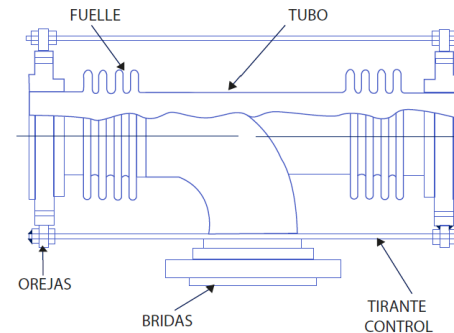 FUELLE
TUBO
OREJAS
BRIDAS
TIRANTE
CONTROL